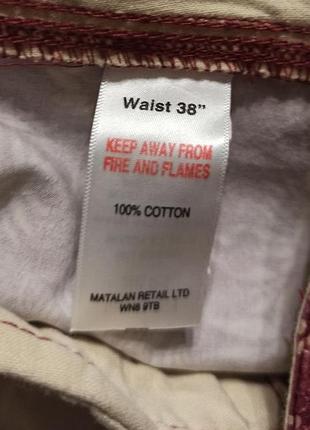 Waist 38”
KEEP AWAY FROM
FIRE AND FLAMES
100% COTTON
MATALAN RETAIL LTD
WN8 9TB